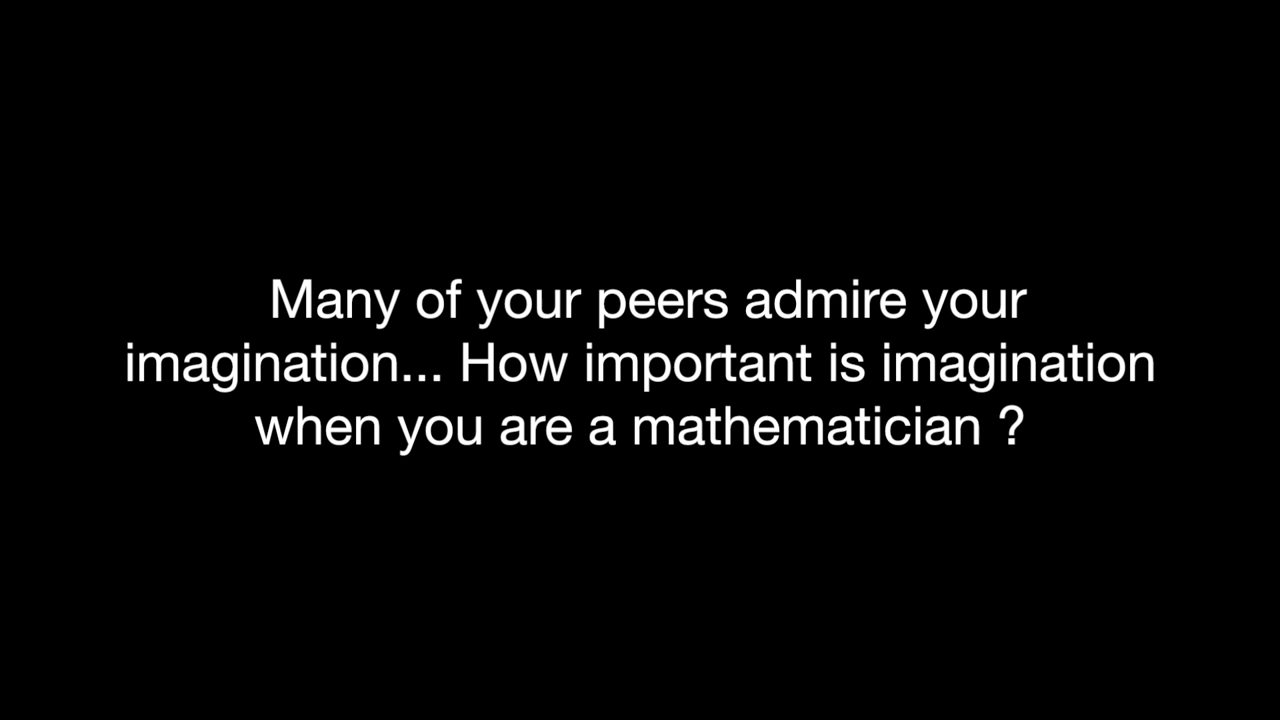 Many of your peers admire your
imagination... How important is imagination
when you are a mathematician ?